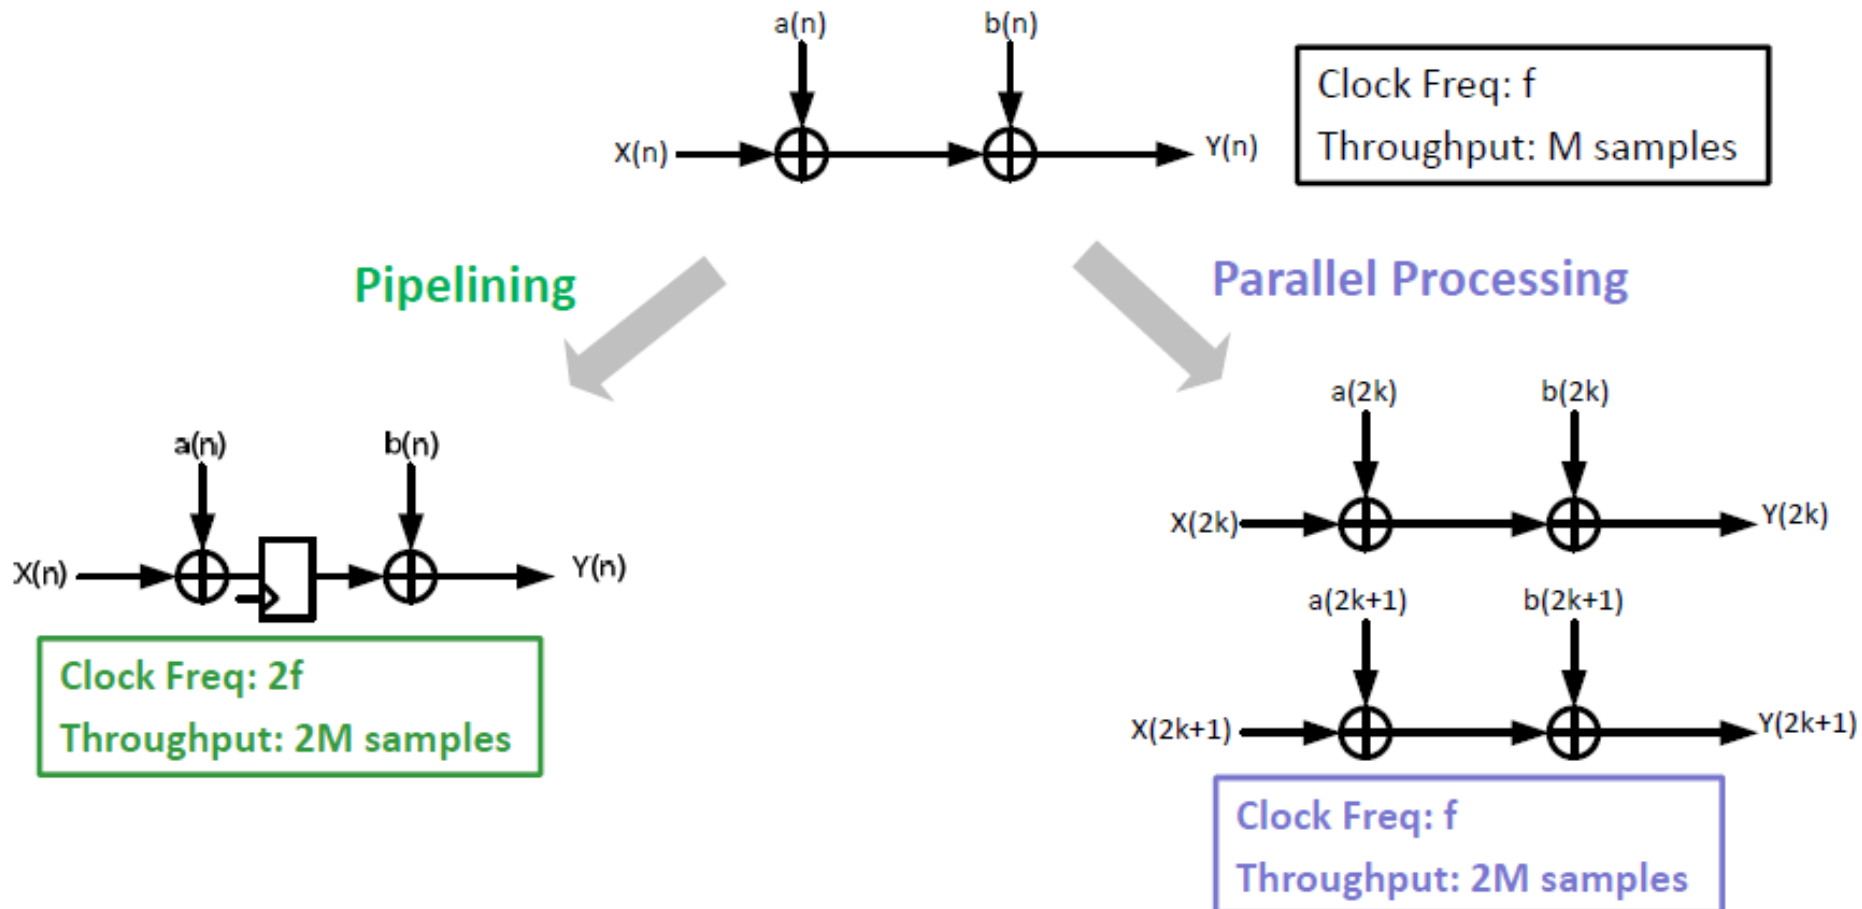 a(n)
b(n)
X(n)
Y(n)
Clock Freq: f
Throughput: M samples
Pipelining
Parallel Processing
a(n)
b(n)
X(n)
Y(n)
Clock Freq: 2f
Throughput: 2M samples
a(2k)
b(2k)
X(2k)
Y(2k)
a(2k+1)
b(2k+1)
X(2k+1)
Y(2k+1)
Clock Freq: f
Throughput: 2M samples